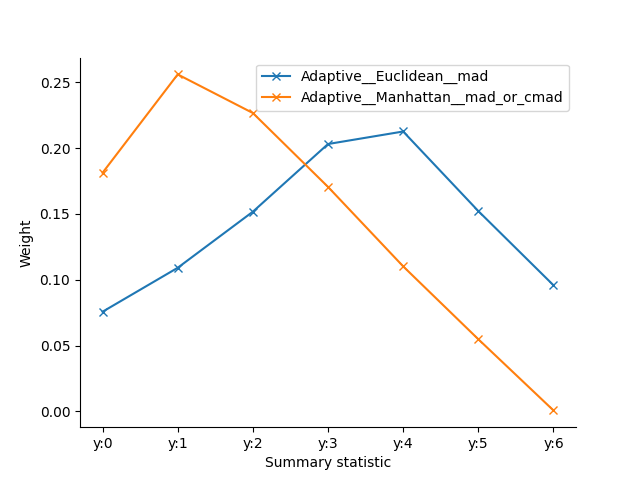 Adaptive__Euclidean__mad
Adaptive__Manhattan__mad_or_cmad
0.25
0.20
0.15
0.10
0.05
0.00
Weight
y:0 y:1 y:2 y:3 y:4 y:5 y:6
Summary statistic